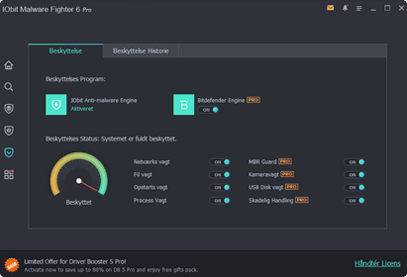 IObit Malware Fighter 6 Pro
Beskyttelse
Beskyttelse Historie
Beskyttelses Program:
IObit Anti-malware Engine
Aktiveret
Bitdefender Engine PRO
ON
Beskyttelses Status: Systemet er fuldt beskyttet.
Netværks vagt ON
MBR Guard PRO ON
Fil vagt ON
Kameravagt PRO ON
Opstarts vagt ON
USB Disk vagt PRO ON
Process Vagt ON
Skadelig Handling PRO ON
Beskyttet
Limited Offer for Driver Booster 5 Pro!
Activate now to save up to 80% on DB 5 Pro and enjoy free gifts pack.
Håndtér Licens